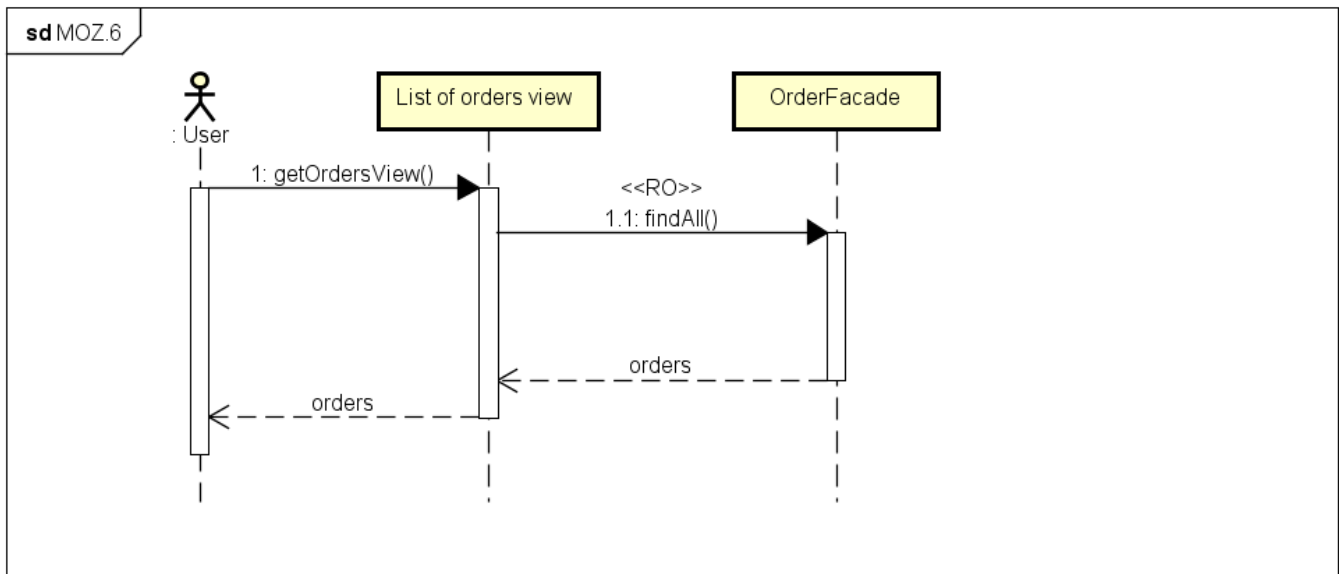 sd MOZ.6
: User
List of orders view
OrderFacade
1: getOrdersView()
<<RO>>
1.1: findAll()
orders
orders